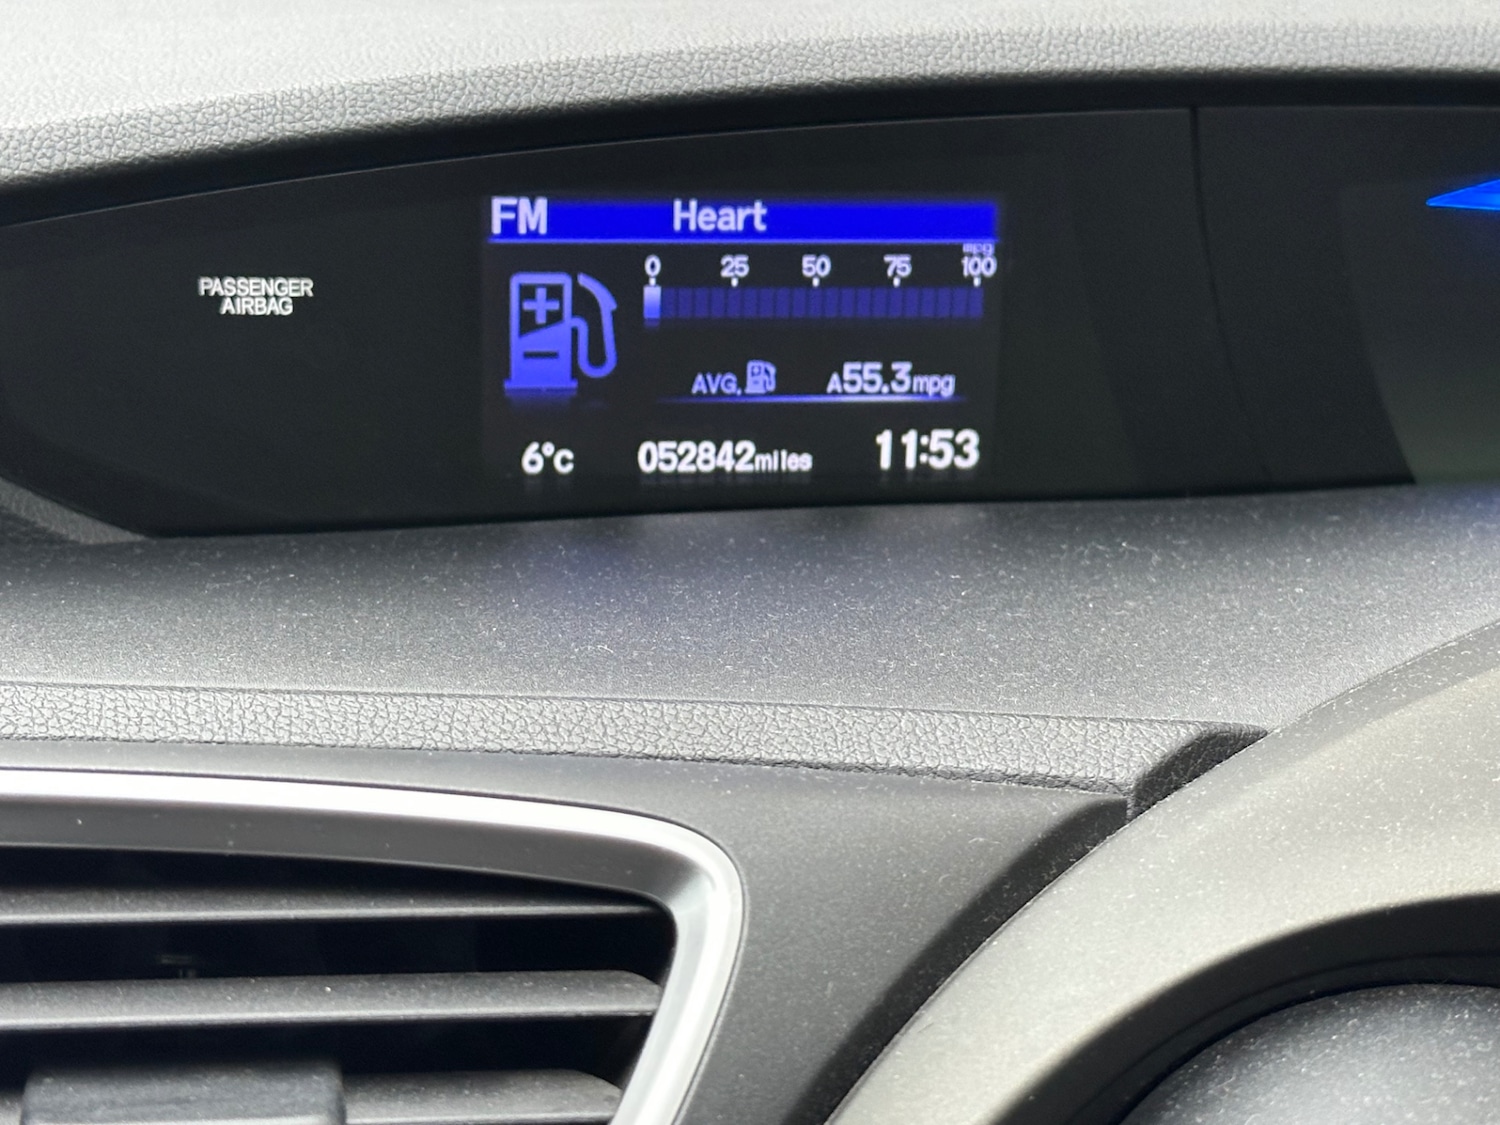 FM Heart
mpg
0 25 50 75 100
PASSENGER
AIRBAG
AVG. A55.3mpg
6°c 052842miles 11:53